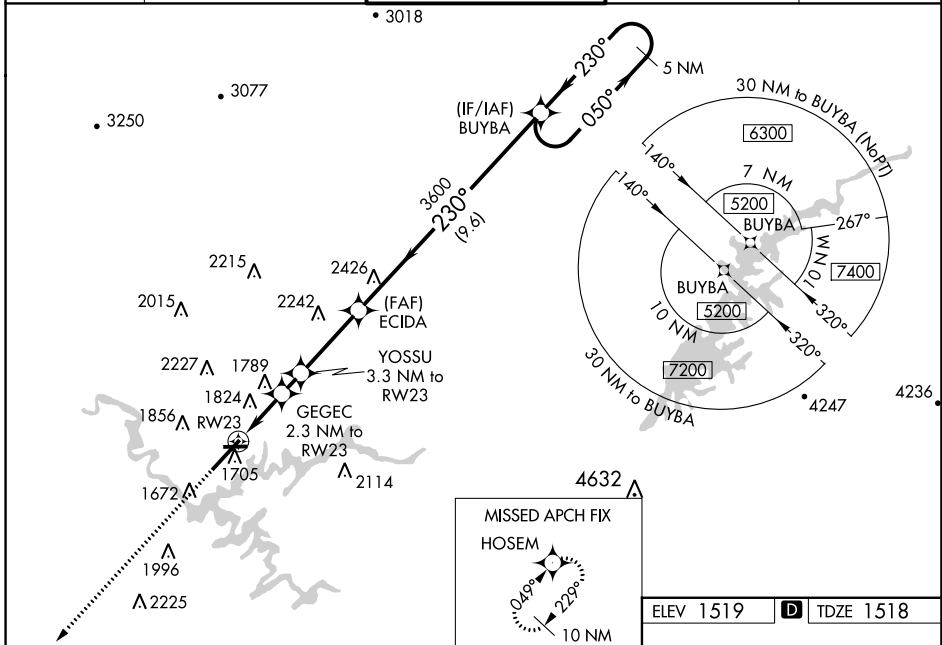 3018
230°
050°
5 NM
30 NM to BUYBA (NoPT)
3077
3250
(IF/IAF)
BUYBA
6300
140°
7 NM
140°
5200
BUYBA
267°
3600
230°
(9.6)
10 NM
7400
2215
2426
2015
2242
(FAF)
ECIDA
BUYBA
5200
10 NM
320°
320°
YOSSU
3.3 NM to
RW23
2227
1789
7200
30 NM to BUYBA
1824
GEGEC
2.3 NM to
RW23
4247
4236
1856
RW23
1705
2114
1672
4632
MISSED APCH FIX
HOSEM
049°
229°
10 NM
1996
2225
ELEV 1519
D
TDZE 1518